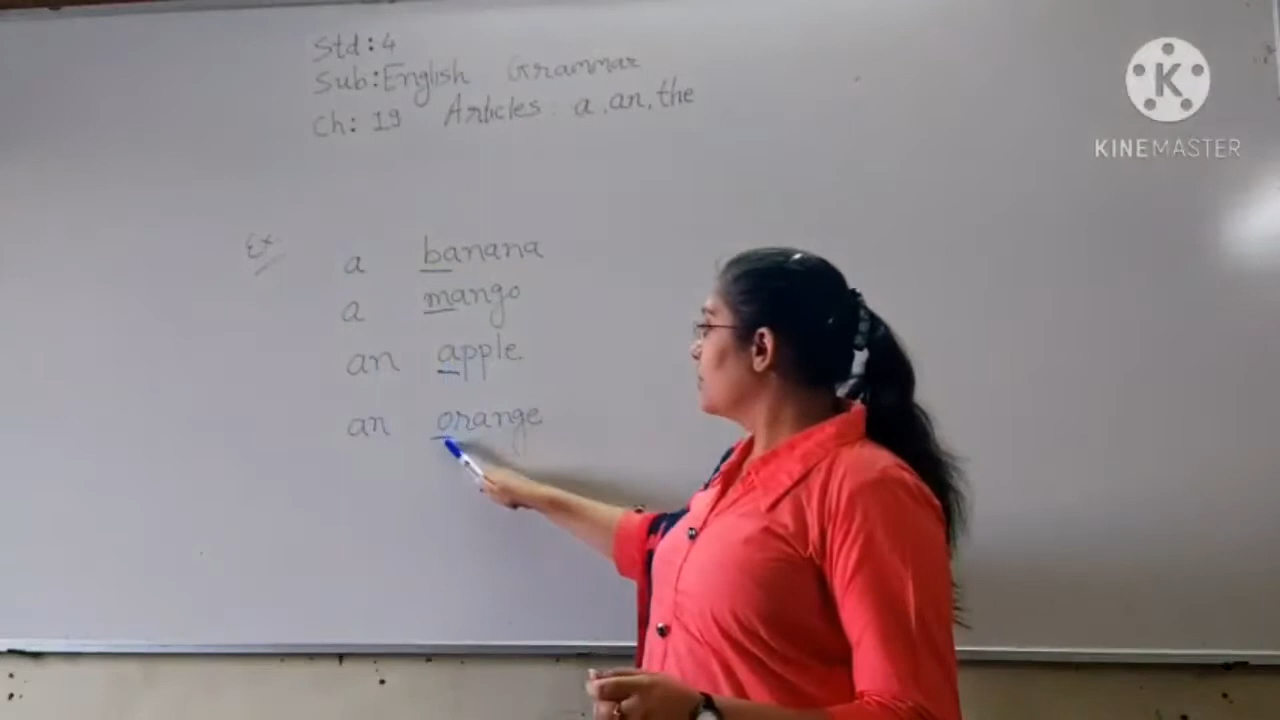 Std: 4
Sub: English Grammar
Ch: 19 Articles a, an, the
Ex
a banana
a mango
an apple
an orange
K
KINEMASTER